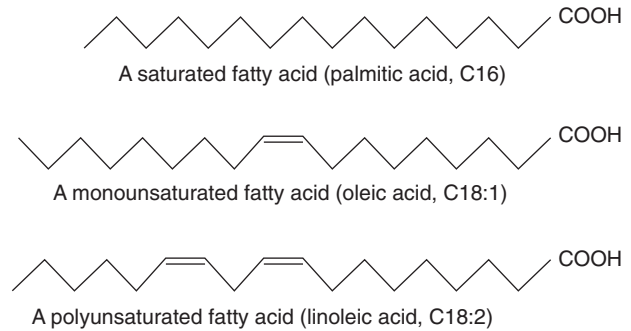 COOH
A saturated fatty acid (palmitic acid, C16)
COOH
A monounsaturated fatty acid (oleic acid, C18:1)
COOH
A polyunsaturated fatty acid (linoleic acid, C18:2)